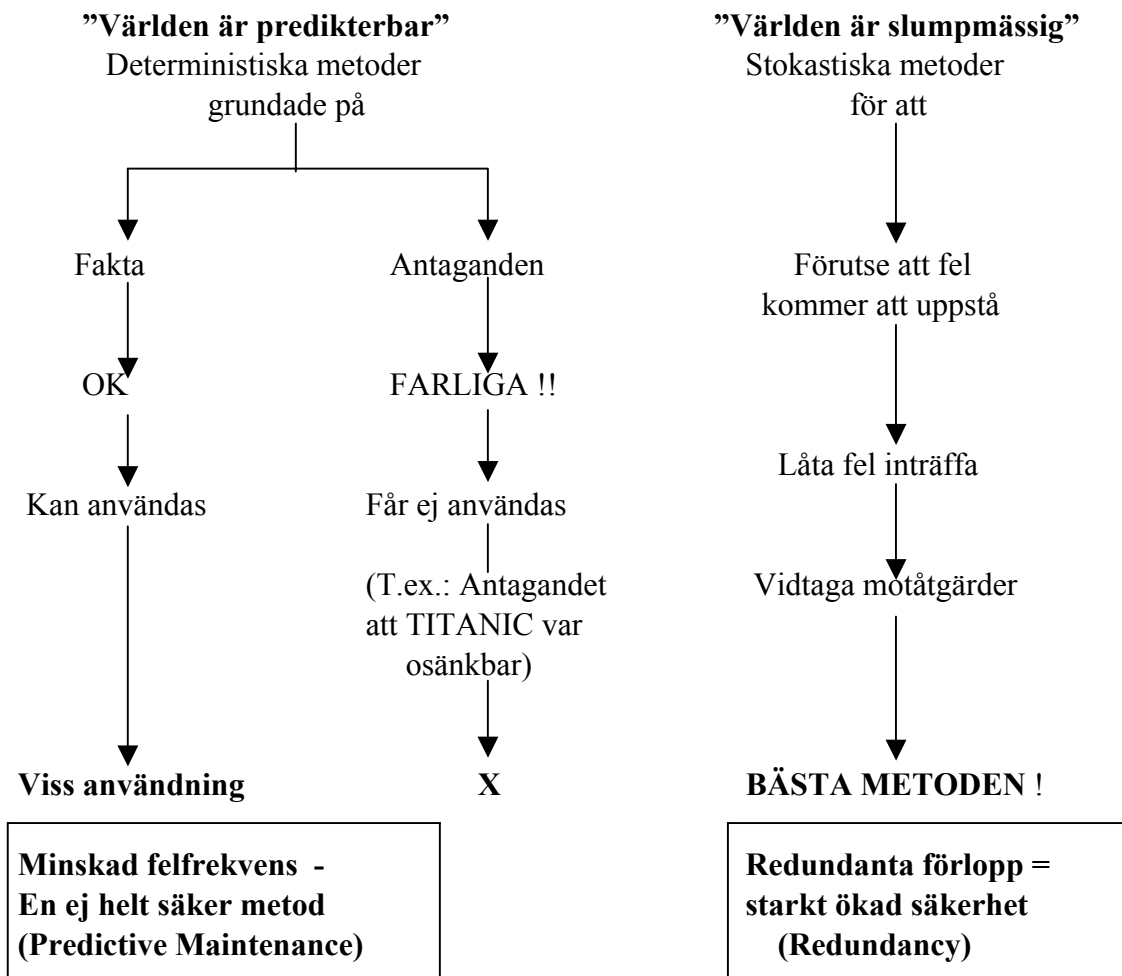 ”Världen är predikterbar”
Deterministiska metoder
grundade på
Fakta
OK
Kan användas
Viss användning
Minskad felfrekvens -
En ej helt säker metod
(Predictive Maintenance)
Antaganden
FARLIGA !!
Får ej användas
(T.ex.: Antagandet
att TITANIC var
osänkbar)
X
”Världen är slumpmässig”
Stokastiska metoder
för att
Förutse att fel
kommer att uppstå
Låta fel inträffa
Vidtaga motåtgärder
BÄSTA METODEN !
Redundanta förlopp =
starkt ökad säkerhet
(Redundancy)